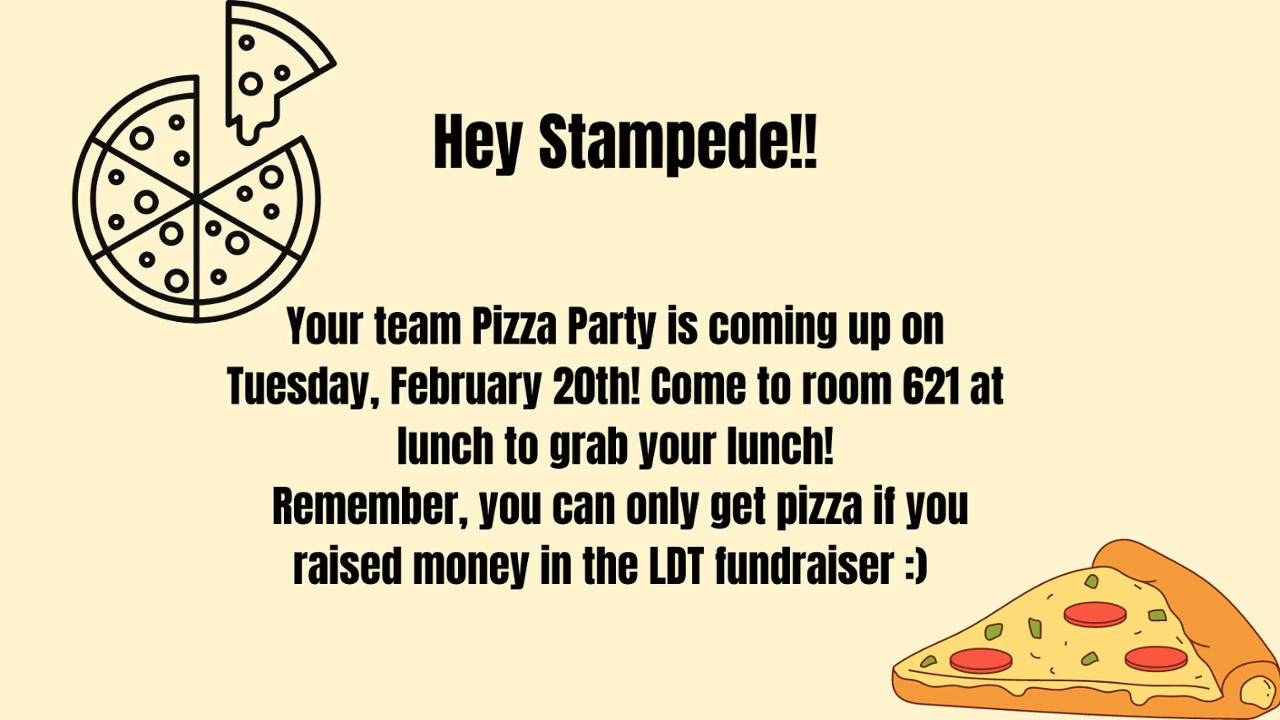 Hey Stampede!!
Your team Pizza Party is coming up on
Tuesday, February 20th! Come to room 621 at
lunch to grab your lunch!
Remember, you can only get pizza if you
raised money in the LDT fundraiser :)